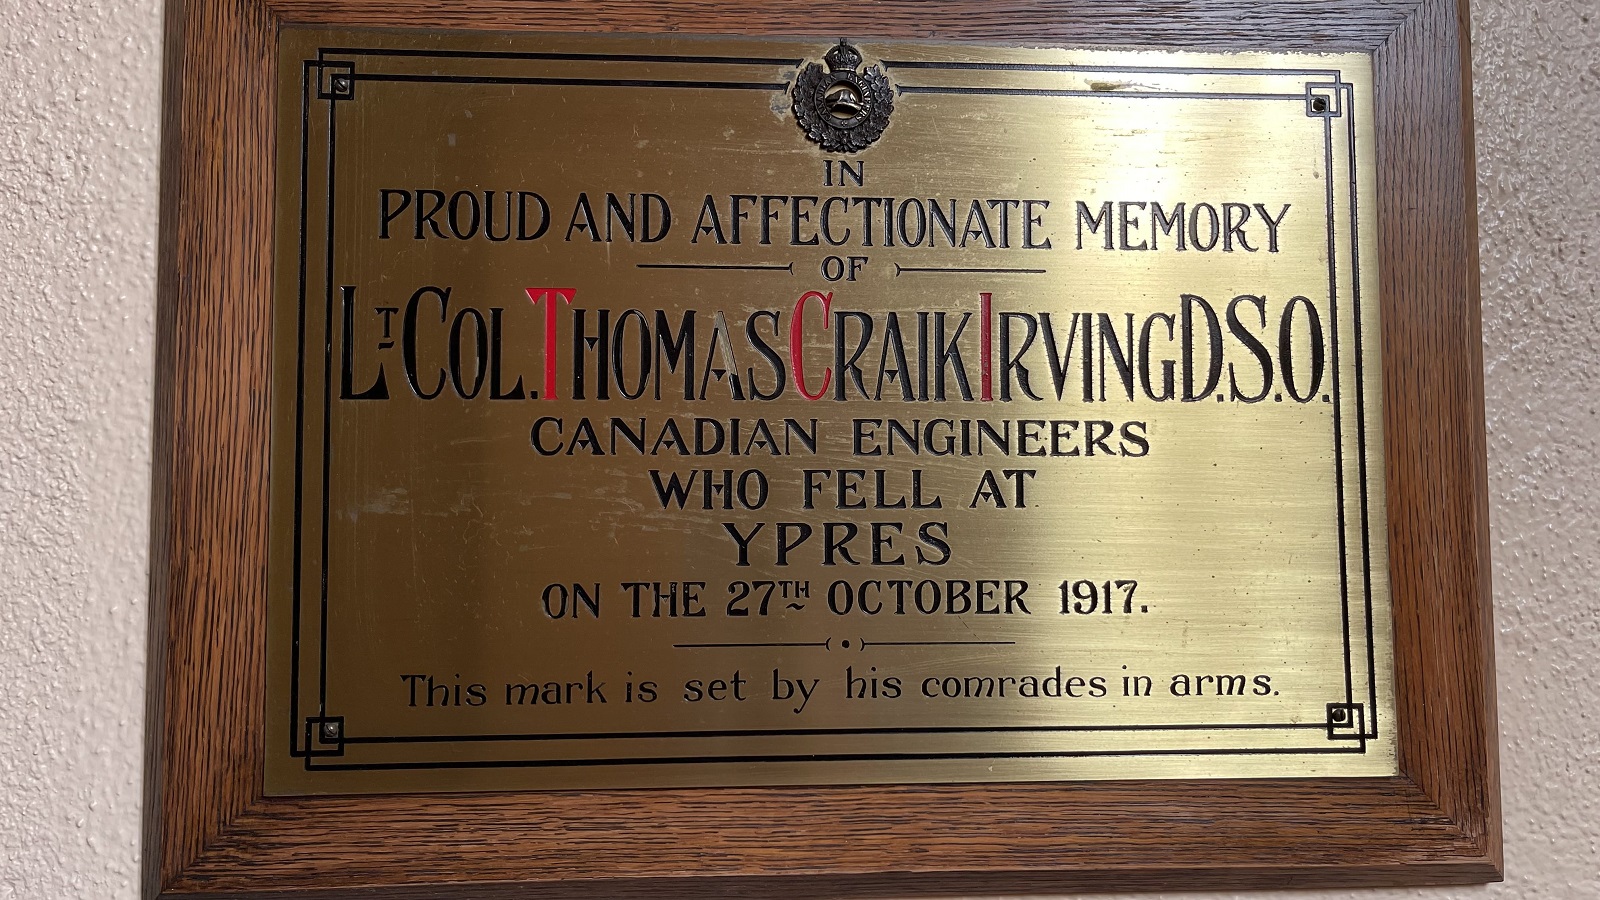 IN
PROUD AND AFFECTIONATE MEMORY
OF
LT COL. THOMAS CRAIK IRVING D.S.O.
CANADIAN ENGINEERS
WHO FELL AT
YPRES
ON THE 27TH OCTOBER 1917.
This mark is set by his comrades in arms.